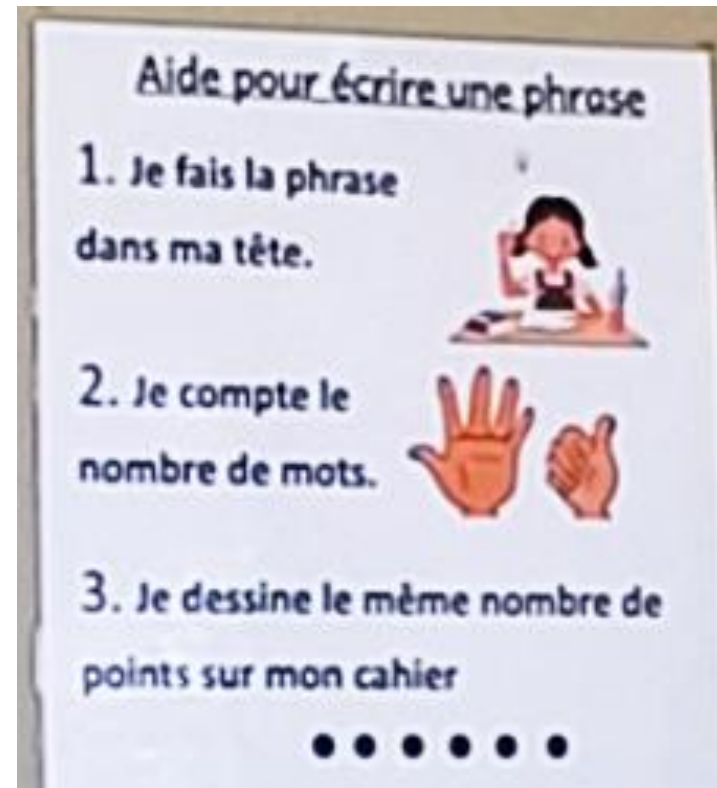 Aide pour écrire une phrase
1. Je fais la phrase
dans ma tête.
2. Je compte le
nombre de mots.
3. Je dessine le même nombre de
points sur mon cahier